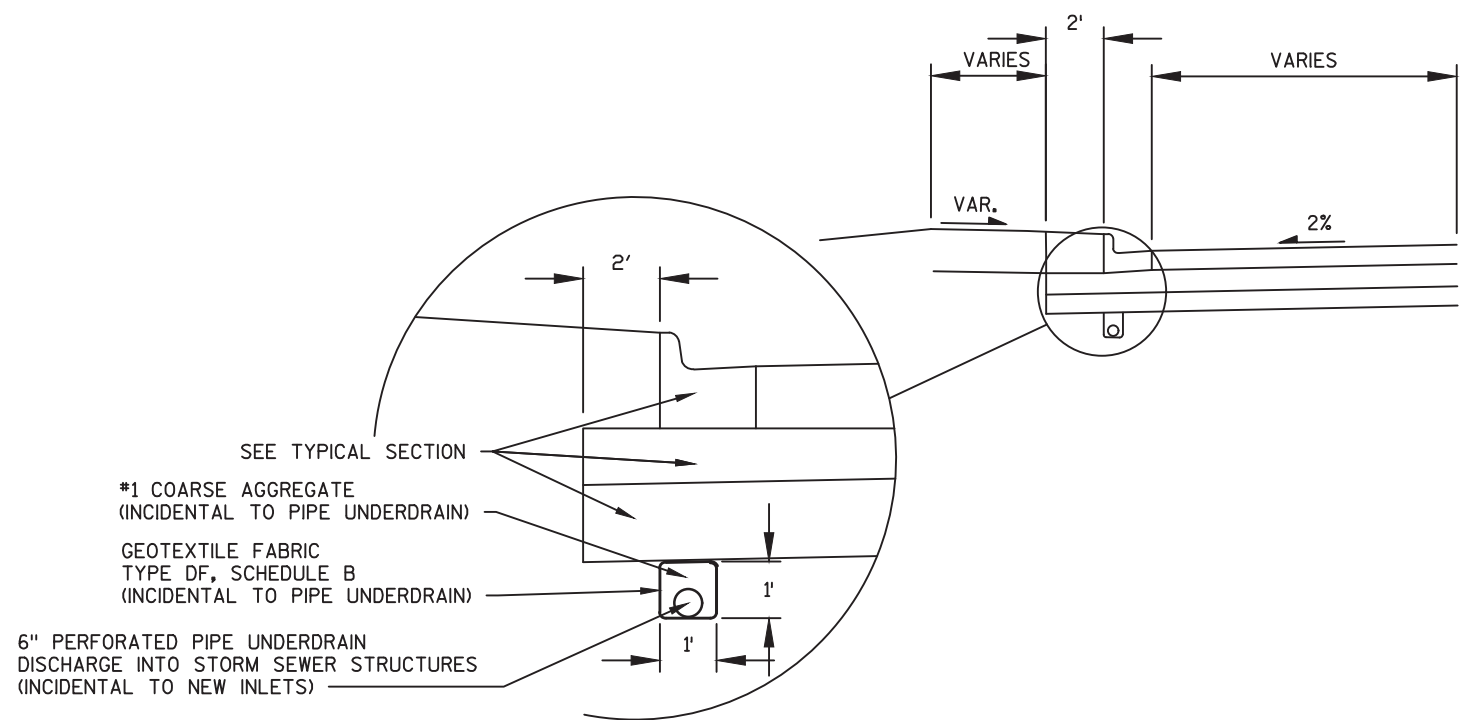 2'
VARIES
VARIES
VAR.
2%
2'
SEE TYPICAL SECTION
#1 COARSE AGGREGATE
(INCIDENTAL TO PIPE UNDERDRAIN)
GEOTEXTILE FABRIC
TYPE DF, SCHEDULE B
(INCIDENTAL TO PIPE UNDERDRAIN)
1'
1'
6" PERFORATED PIPE UNDERDRAIN
DISCHARGE INTO STORM SEWER STRUCTURES
(INCIDENTAL TO NEW INLETS)